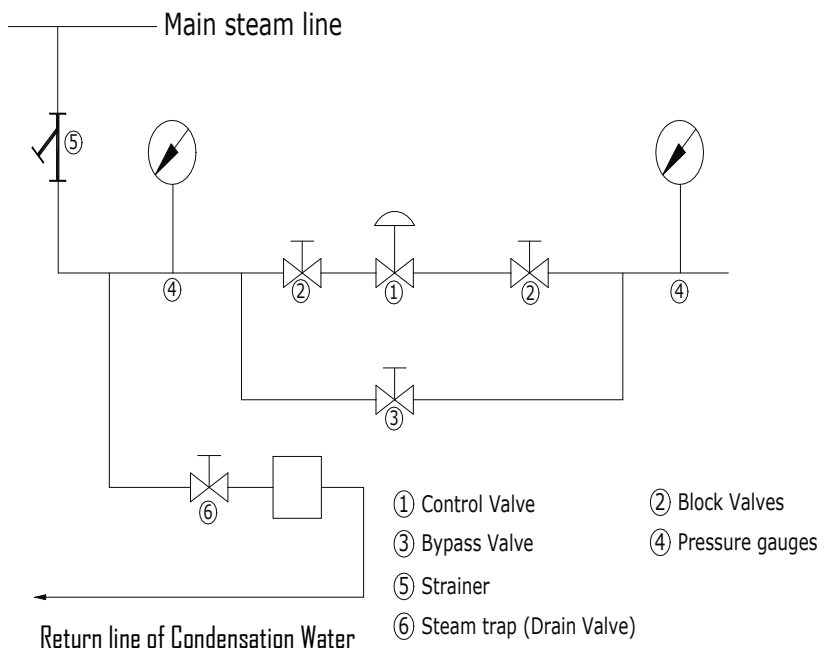 Main steam line
⑤
④
②
①
②
④
③
⑥
① Control Valve
② Block Valves
③ Bypass Valve
④ Pressure gauges
⑤ Strainer
⑥ Steam trap (Drain Valve)
Return line of Condensation Water